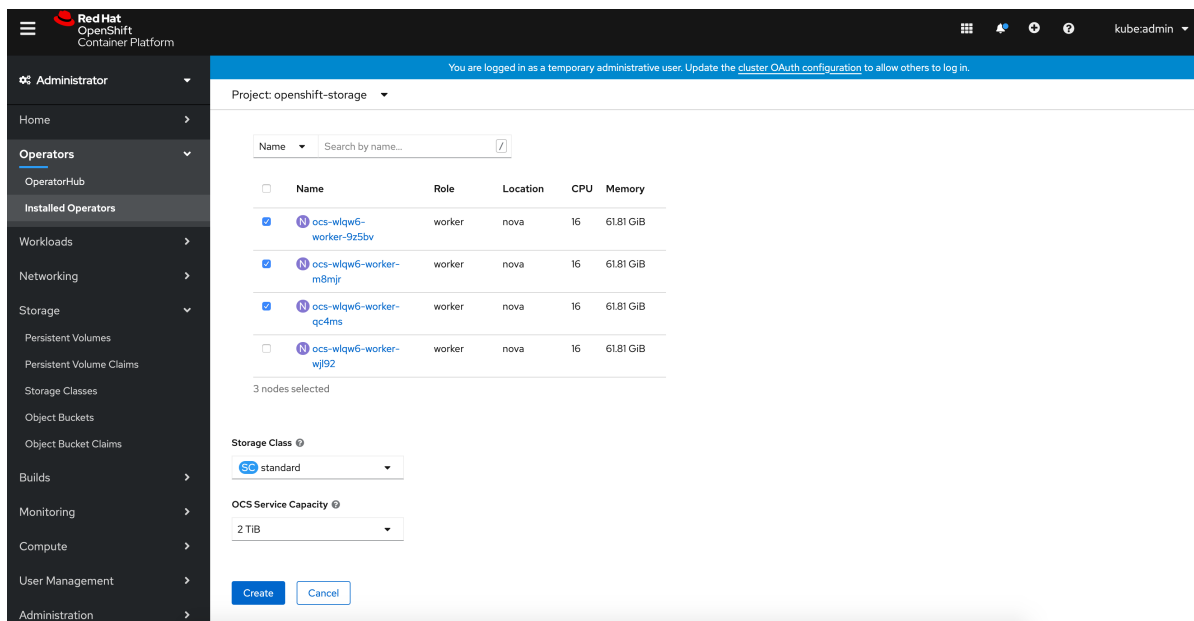 Red Hat
OpenShift
Container Platform
kube:admin
Administrator
You are logged in as a temporary administrative user. Update the cluster OAuth configuration to allow others to log in.
Project: openshift-storage
Home
Operators
OperatorHub
Installed Operators
Workloads
Networking
Storage
Persistent Volumes
Persistent Volume Claims
Storage Classes
Object Buckets
Object Bucket Claims
Builds
Monitoring
Compute
User Management
Administration
Name Search by name... /
Name Role Location CPU Memory
N ocs-wlqw6- worker nova 16 61.81 GiB
worker-9z5bv
N ocs-wlqw6-worker- worker nova 16 61.81 GiB
m8mjr
N ocs-wlqw6-worker- worker nova 16 61.81 GiB
qc4ms
N ocs-wlqw6-worker- worker nova 16 61.81 GiB
wjl92
3 nodes selected
Storage Class
SC standard
OCS Service Capacity
2 TiB
Create Cancel